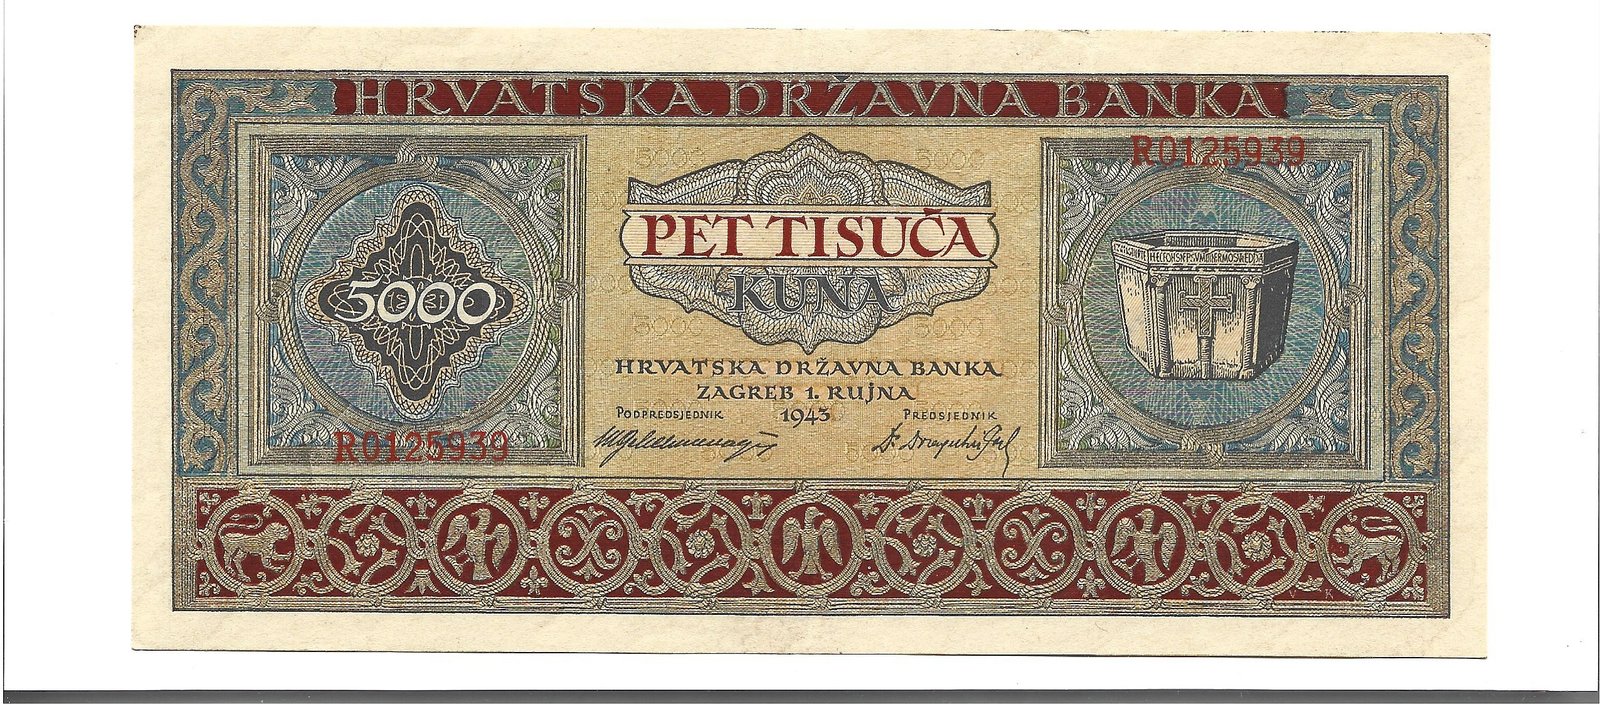 HRVATSKA DRŽAVNA BANKA
R0125939
PET TISUĆA
KUNA
5000
HRVATSKA DRŽAVNA BANKA
ZAGREB 1. RUJNA
1943
PODPREDSJEDNIK
PREDSJEDNIK
R0125939
V K